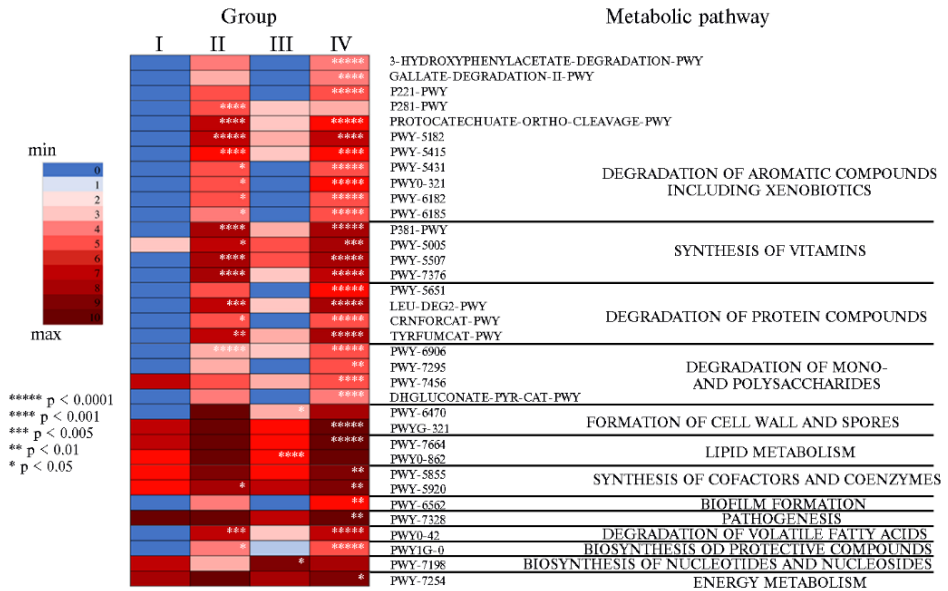 Group
Metabolic pathway
I II III IV
***** 3-HYDROXYPHENYLACETATE-DEGRADATION-PWY
**** GALLATE-DEGRADATION-II-PWY
***** P221-PWY
**** P281-PWY
**** ***** PROTOCATECHUATE-ORTHO-CLEAVAGE-PWY
***** **** PWY-5182
**** **** PWY-5415
* ***** PWY-5431
* ***** PWY0-321
* ***** PWY-6182
* ***** PWY-6185
DEGRADATION OF AROMATIC COMPOUNDS
INCLUDING XENOBIOTICS
**** ***** P381-PWY
* *** PWY-5005
**** ***** PWY-5507
**** ***** PWY-7376
SYNTHESIS OF VITAMINS
***** PWY-5651
*** ***** LEU-DEG2-PWY
* ***** CRNFORCAT-PWY
** ***** TYRFUMCAT-PWY
DEGRADATION OF PROTEIN COMPOUNDS
***** ***** PWY-6906
** PWY-7295
**** PWY-7456
**** DHGLUCONATE-PYR-CAT-PWY
DEGRADATION OF MONO-
AND POLYSACCHARIDES
* PWY-6470
***** PWYG-321
FORMATION OF CELL WALL AND SPORES
***** PWY-7664
**** PWY0-862
LIPID METABOLISM
** PWY-5855
* ** PWY-5920
SYNTHESIS OF COFACTORS AND COENZYMES
** PWY-6562 BIOFILM FORMATION
** PWY-7328 PATHOGENESIS
*** ***** PWY0-42 DEGRADATION OF VOLATILE FATTY ACIDS
* ***** PWY1G-0 BIOSYNTHESIS OD PROTECTIVE COMPOUNDS
* PWY-7198 BIOSYNTHESIS OF NUCLEOTIDES AND NUCLEOSIDES
* PWY-7254 ENERGY METABOLISM
min
0
1
2
3
4
5
6
7
8
9
10
max
***** p < 0.0001
**** p < 0.001
*** p < 0.005
** p < 0.01
* p < 0.05